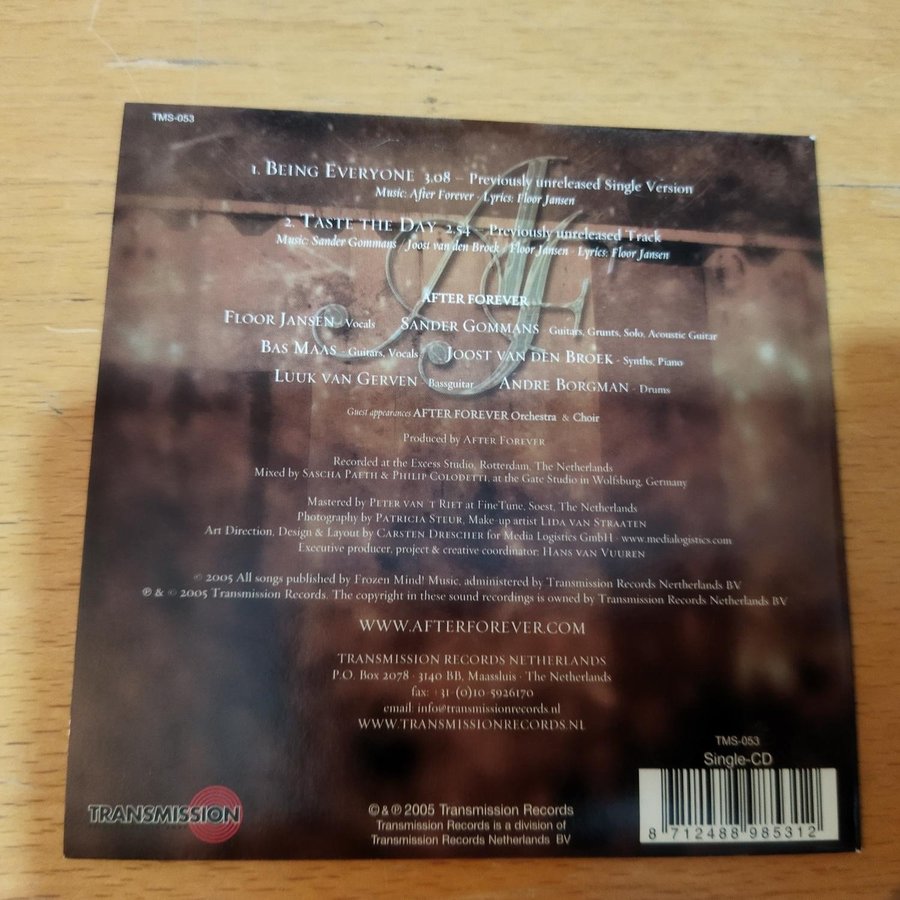 TMS-053
1. BEING EVERYONE 3.08 – Previously unreleased Single Version
Music: After Forever - Lyrics: Floor Jansen
2. TASTE THE DAY 2.54 – Previously unreleased Track
Music: Sander Gommans - Joost van den Broek / Floor Jansen - Lyrics: Floor Jansen
AFTER FOREVER
FLOOR JANSEN - Vocals SANDER GOMMANS - Guitars, Grunts, Solo, Acoustic Guitar
BAS MAAS - Guitars, Vocals JOOST VAN DEN BROEK - Synths, Piano
LUUK VAN GERVEN - Bassguitar ANDRE BORGMAN - Drums
Guest appearances AFTER FOREVER Orchestra & Choir
Produced by AFTER FOREVER
Recorded at the Excess Studio, Rotterdam, The Netherlands
Mixed by SASCHA PAETH & PHILIP COLODETTI, at the Gate Studio in Wolfsburg, Germany
Mastered by PETER VAN 'T RIET at FineTune, Soest, The Netherlands
Photography by PATRICIA STEUR, Make-up artist LIDA VAN STRAATEN
Art Direction, Design & Layout by CARSTEN DRESCHER for Media Logistics GmbH · www.medialogistics.com
Executive producer, project & creative coordinator: HANS VAN VUUREN
© 2005 All songs published by Frozen Mind! Music, administered by Transmission Records Nertherlands BV
℗ & © 2005 Transmission Records. The copyright in these sound recordings is owned by Transmission Records Netherlands BV
WWW.AFTERFOREVER.COM
TRANSMISSION RECORDS NETHERLANDS
P.O. Box 2078 · 3140 BB, Maassluis · The Netherlands
fax: +31-(0)10-5926170
email: info@transmissionrecords.nl
WWW.TRANSMISSIONRECORDS.NL
TMS-053
Single-CD
TRANSMISSION
© & ℗ 2005 Transmission Records
Transmission Records is a division of
Transmission Records Netherlands BV
8 712488 985312